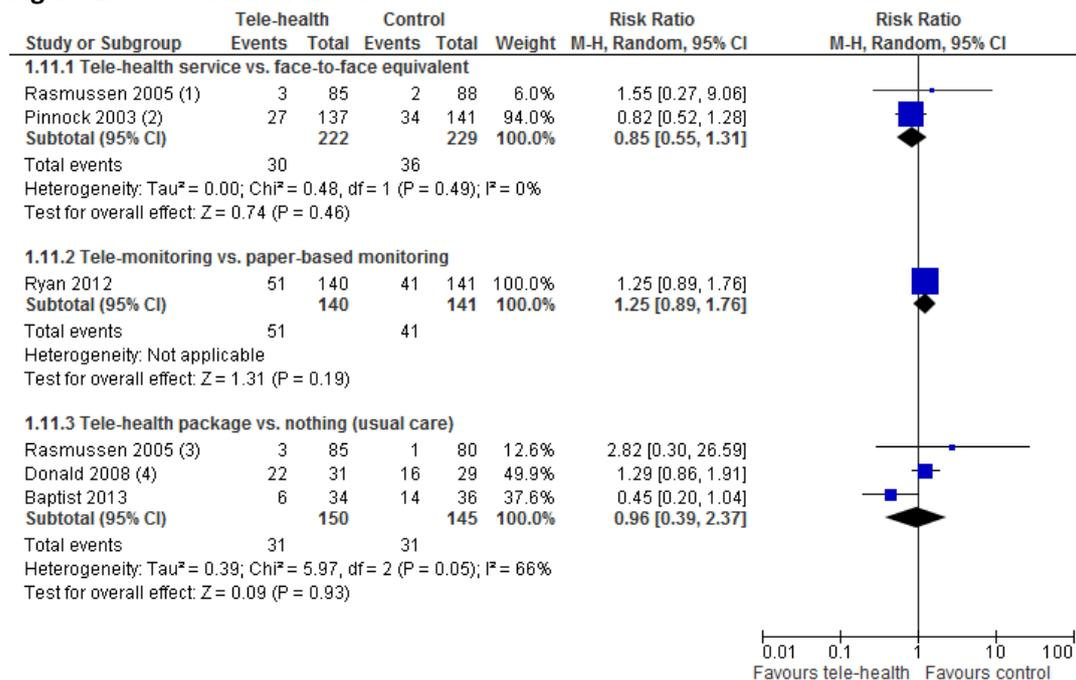 Tele-health Control Risk Ratio Risk Ratio
Study or Subgroup Events Total Events Total Weight M-H, Random, 95% CI M-H, Random, 95% CI
1.11.1 Tele-health service vs. face-to-face equivalent
Rasmussen 2005 (1) 3 85 2 88 6.0% 1.55 [0.27, 9.06]
Pinnock 2003 (2) 27 137 34 141 94.0% 0.82 [0.52, 1.28]
Subtotal (95% CI) 222 229 100.0% 0.85 [0.55, 1.31]
Total events 30 36
Heterogeneity: Tau² = 0.00; Chi² = 0.48, df = 1 (P = 0.49); I² = 0%
Test for overall effect: Z = 0.74 (P = 0.46)
1.11.2 Tele-monitoring vs. paper-based monitoring
Ryan 2012 51 140 41 141 100.0% 1.25 [0.89, 1.76]
Subtotal (95% CI) 140 141 100.0% 1.25 [0.89, 1.76]
Total events 51 41
Heterogeneity: Not applicable
Test for overall effect: Z = 1.31 (P = 0.19)
1.11.3 Tele-health package vs. nothing (usual care)
Rasmussen 2005 (3) 3 85 1 80 12.6% 2.82 [0.30, 26.59]
Donald 2008 (4) 22 31 16 29 49.9% 1.29 [0.86, 1.91]
Baptist 2013 6 34 14 36 37.6% 0.45 [0.20, 1.04]
Subtotal (95% CI) 150 145 100.0% 0.96 [0.39, 2.37]
Total events 31 31
Heterogeneity: Tau² = 0.39; Chi² = 5.97, df = 2 (P = 0.05); I² = 66%
Test for overall effect: Z = 0.09 (P = 0.93)
0.01 0.1 1 10 100
Favours tele-health Favours control